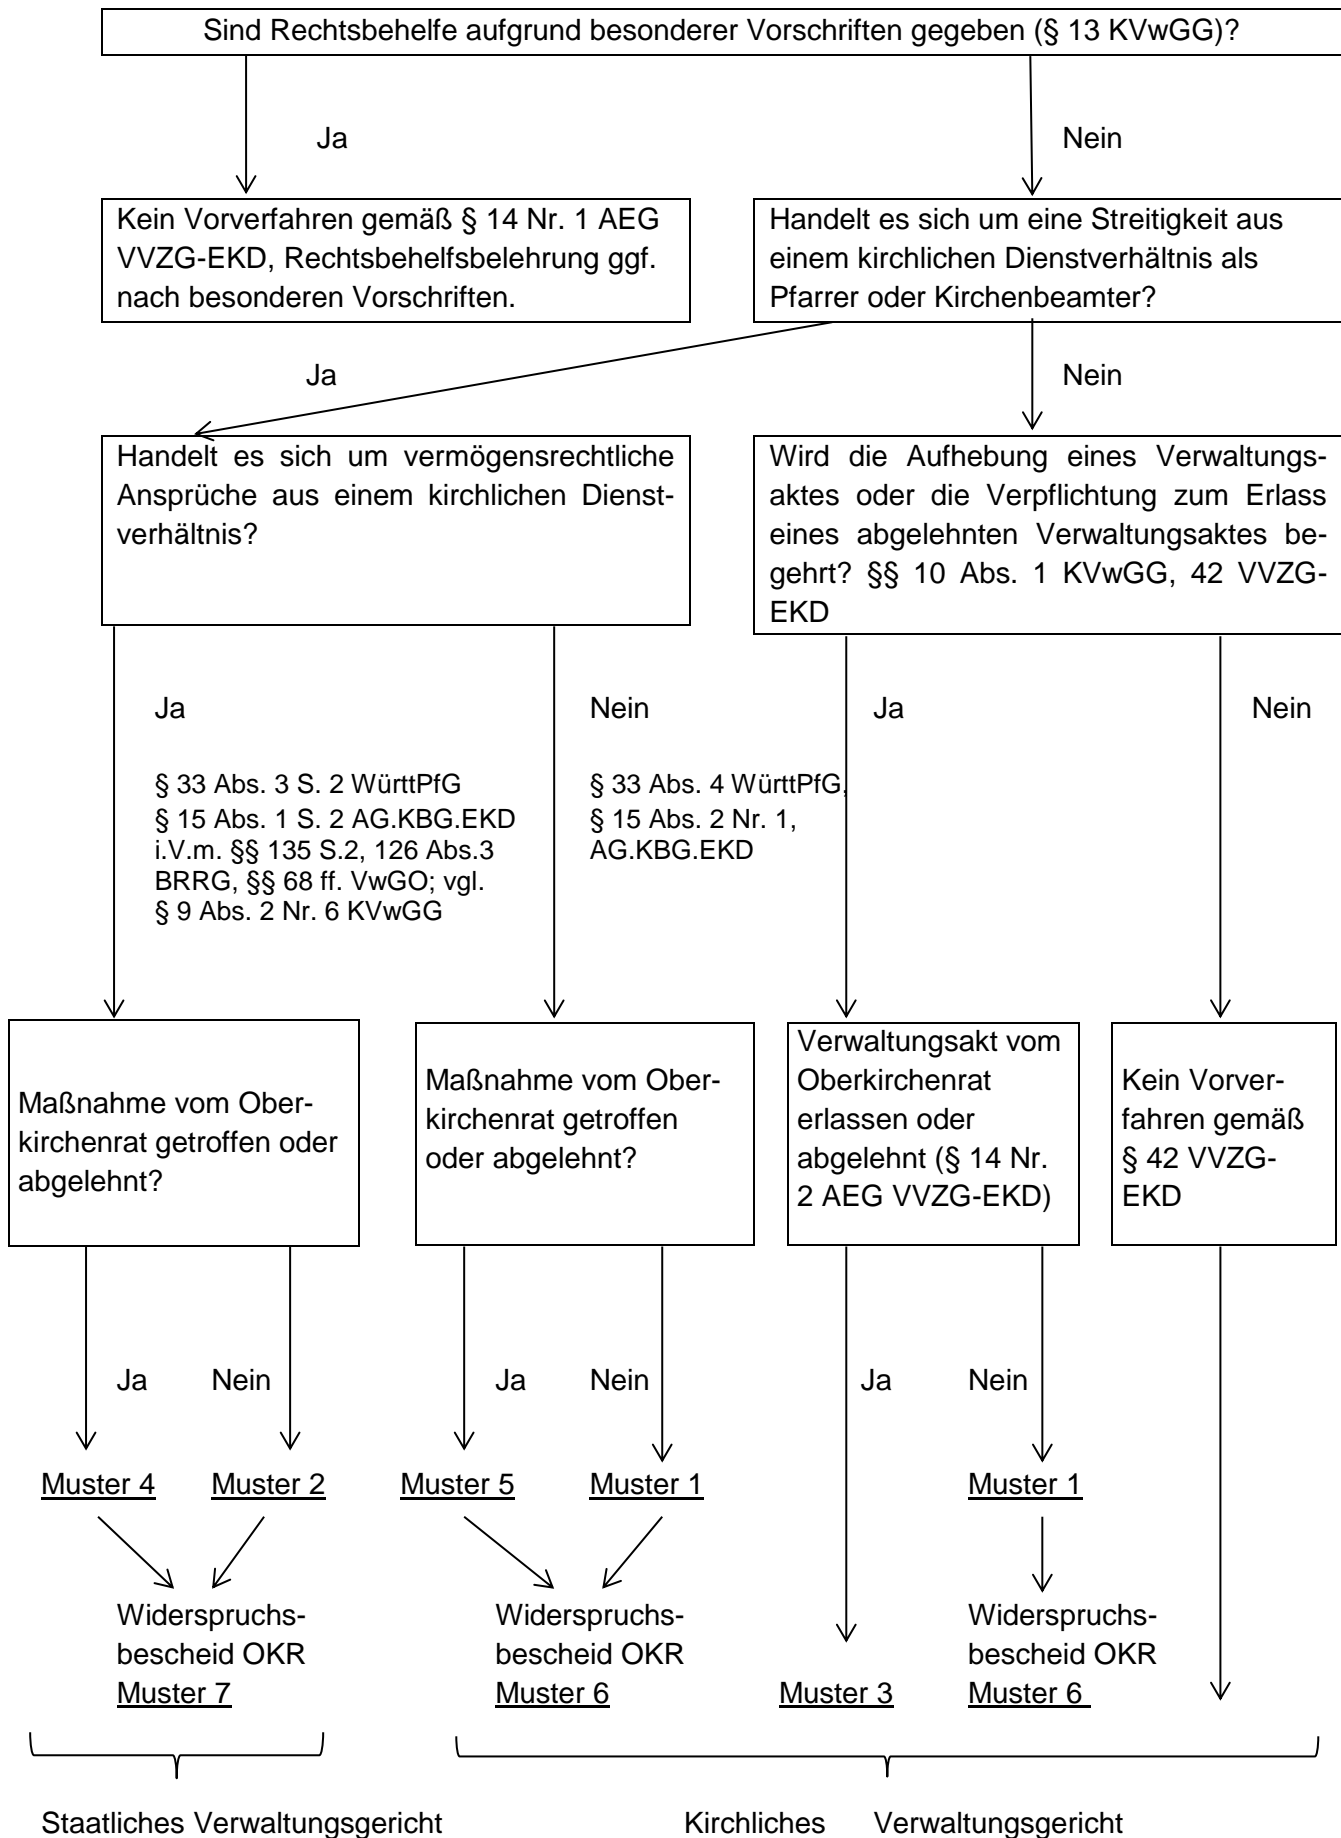 Sind Rechtsbehelfe aufgrund besonderer Vorschriften gegeben (§ 13 KVwGG)?
Ja
Nein
Kein Vorverfahren gemäß § 14 Nr. 1 AEG
VVZG-EKD, Rechtsbehelfsbelehrung ggf.
nach besonderen Vorschriften.
Handelt es sich um eine Streitigkeit aus
einem kirchlichen Dienstverhältnis als
Pfarrer oder Kirchenbeamter?
Ja
Nein
Handelt es sich um vermögensrechtliche
Ansprüche aus einem kirchlichen Dienst-
verhältnis?
Wird die Aufhebung eines Verwaltungs-
aktes oder die Verpflichtung zum Erlass
eines abgelehnten Verwaltungsaktes be-
gehrt? §§ 10 Abs. 1 KVwGG, 42 VVZG-
EKD
Ja
Nein
Ja
Nein
§ 33 Abs. 3 S. 2 WürttPfG
§ 15 Abs. 1 S. 2 AG.KBG.EKD
i.V.m. §§ 135 S.2, 126 Abs.3
BRRG, §§ 68 ff. VwGO; vgl.
§ 9 Abs. 2 Nr. 6 KVwGG
§ 33 Abs. 4 WürttPfG,
§ 15 Abs. 2 Nr. 1,
AG.KBG.EKD
Maßnahme vom Ober-
kirchenrat getroffen oder
abgelehnt?
Maßnahme vom Ober-
kirchenrat getroffen
oder abgelehnt?
Verwaltungsakt vom
Oberkirchenrat
erlassen oder
abgelehnt (§ 14 Nr.
2 AEG VVZG-EKD)
Kein Vorver-
fahren gemäß
§ 42 VVZG-
EKD
Ja
Nein
Ja
Nein
Ja
Nein
Muster 4
Muster 2
Muster 5
Muster 1
Muster 1
Widerspruchs-
bescheid OKR
Muster 7
Widerspruchs-
bescheid OKR
Muster 6
Muster 3
Widerspruchs-
bescheid OKR
Muster 6
Staatliches Verwaltungsgericht
Kirchliches Verwaltungsgericht